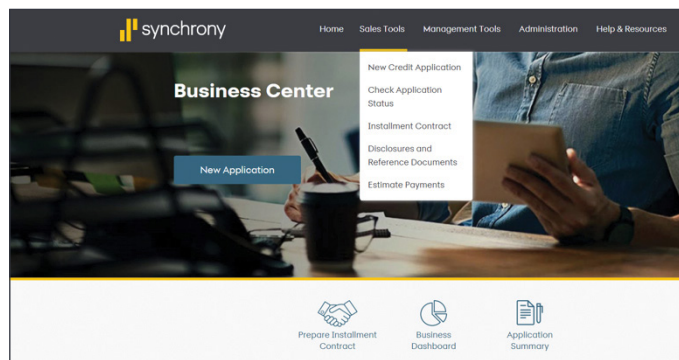 synchrony
Home Sales Tools Management Tools Administration Help & Resources
Business Center
New Application
New Credit Application
Check Application
Status
Installment Contract
Disclosures and
Reference Documents
Estimate Payments
Prepare Installment
Contract
Business
Dashboard
Application
Summary